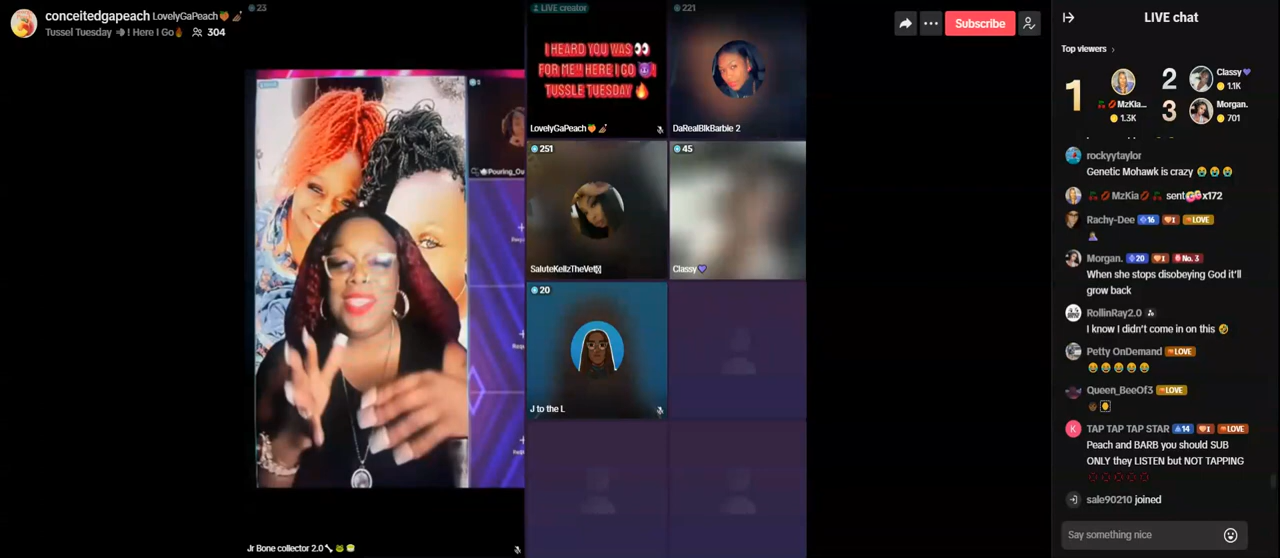 conceitedgapeach LovelyGaPeach
Tussel Tuesday ! Here I Go 304
23
LIVE creator
221
Subscribe
LIVE chat
Top viewers
1
MzKia...
1.3K
2
Classy
1.1K
3
Morgan.
701
I HEARD YOU WAS 👀
FOR ME!! HERE I GO 😈!
TUSSLE TUESDAY 🔥
LovelyGaPeach
DaRealBlkBarbie 2
251
45
SaluteKellzTheVet
Classy 💜
20
J to the L
Jr Bone collector 2.0
rockyytaylor
Genetic Mohawk is crazy 😭 😭 😭
MzKia sent x172
Rachy-Dee 16 1 LOVE
Morgan. 20 1 No. 3
When she stops disobeying God it'll
grow back
RollinRay2.0
I know I didn't come in on this 🤣
Petty OnDemand LOVE
Queen_BeeOf3 LOVE
TAP TAP TAP STAR 14 1 LOVE
Peach and BARB you should SUB
ONLY they LISTEN but NOT TAPPING
sale90210 joined
Say something nice